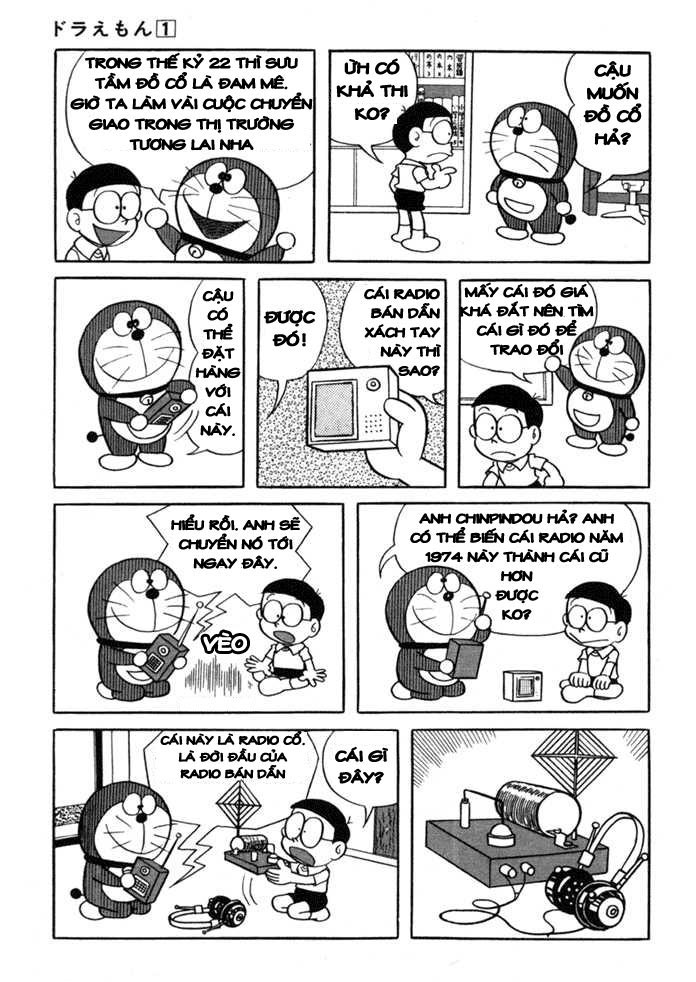 ドラえもん 1
CẬU
MUỐN
ĐỒ CỔ
HẢ?
ỪH CÓ
KHẢ THI
KO?
TRONG THẾ KỶ 22 THÌ SƯU
TẦM ĐỒ CỔ LÀ ĐAM MÊ.
GIỜ TA LÀM VÀI CUỘC CHUYỂN
GIAO TRONG THỊ TRƯỜNG
TƯƠNG LAI NHA
MẤY CÁI ĐÓ GIÁ
KHÁ ĐẮT NÊN TÌM
CÁI GÌ ĐÓ ĐỂ
TRAO ĐỔI
CÁI RADIO
BÁN DẪN
XÁCH TAY
NÀY THÌ
SAO?
ĐƯỢC
ĐÓ!
CẬU
CÓ
THỂ
ĐẶT
HÀNG
VỚI
CÁI
NÀY.
ANH CHINPINDOU HẢ? ANH
CÓ THỂ BIẾN CÁI RADIO NĂM
1974 NÀY THÀNH CÁI CŨ
HƠN
ĐƯỢC
KO?
HIỂU RỒI. ANH SẼ
CHUYỂN NÓ TỚI
NGAY ĐÂY.
VÈO
CÁI GÌ
ĐÂY?
CÁI NÀY LÀ RADIO CỔ.
LÀ ĐỜI ĐẦU CỦA
RADIO BÁN DẪN